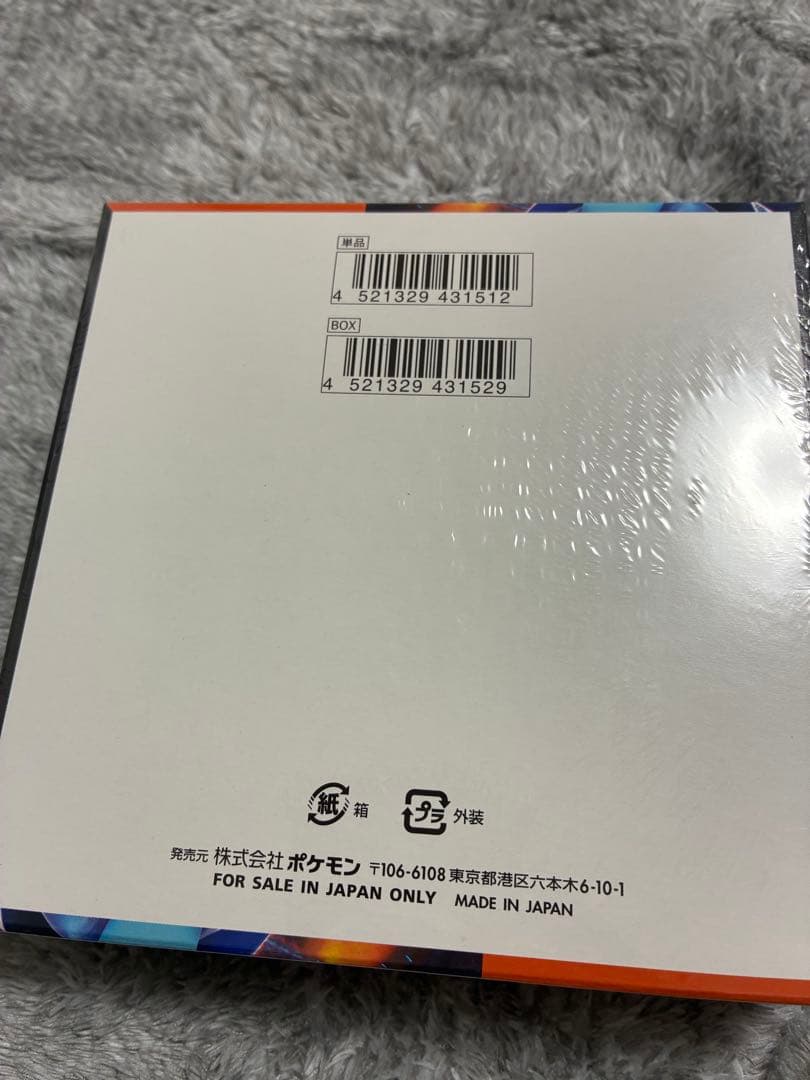 単品
4 521329 431512
BOX
4 521329 431529
紙 箱 プラ 外装
発売元 株式会社ポケモン 〒106-6108 東京都港区六本木6-10-1
FOR SALE IN JAPAN ONLY MADE IN JAPAN